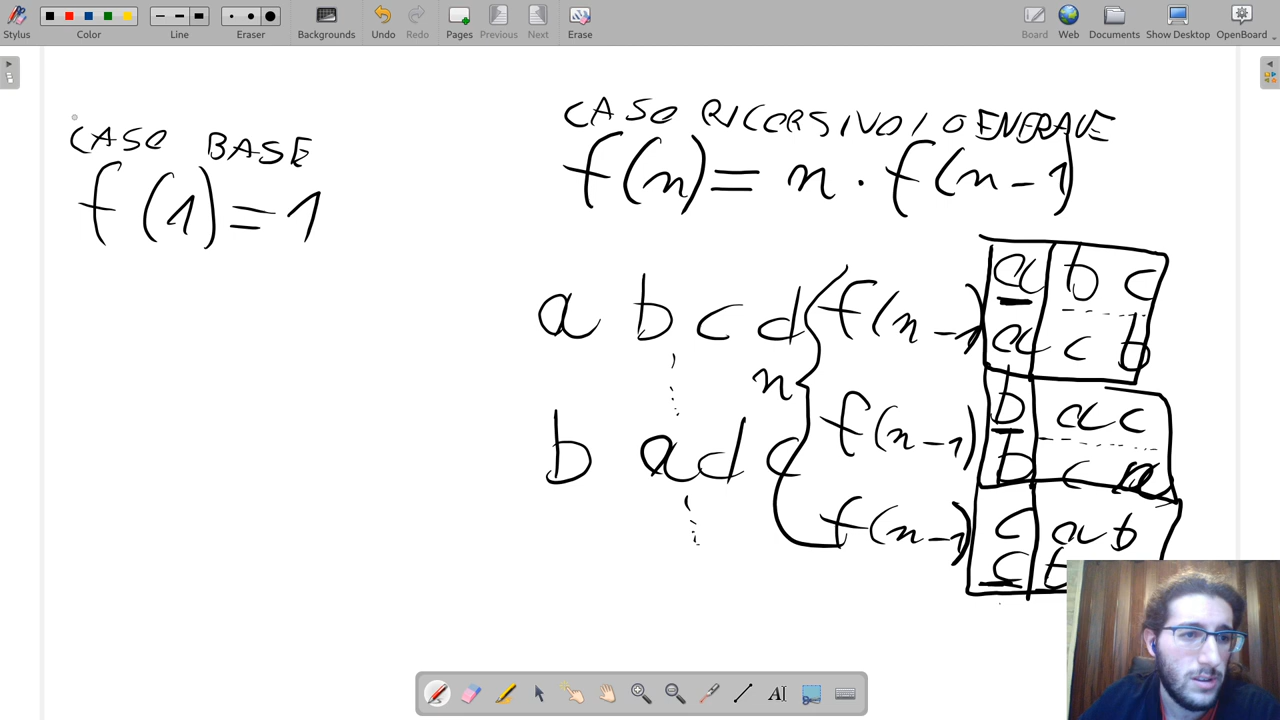 Stylus Color Line Eraser Backgrounds Undo Redo Pages Previous Next Erase Board Web Documents Show Desktop OpenBoard
CASO BASE
f(1)=1
CASO RICORSIVO/GENERALE
f(n)=n·f(n-1)
a b c d
b a d c
n
f(n-1)
f(n-1)
f(n-1)
a b c
a c b
b a c
b c a
c a b
c b